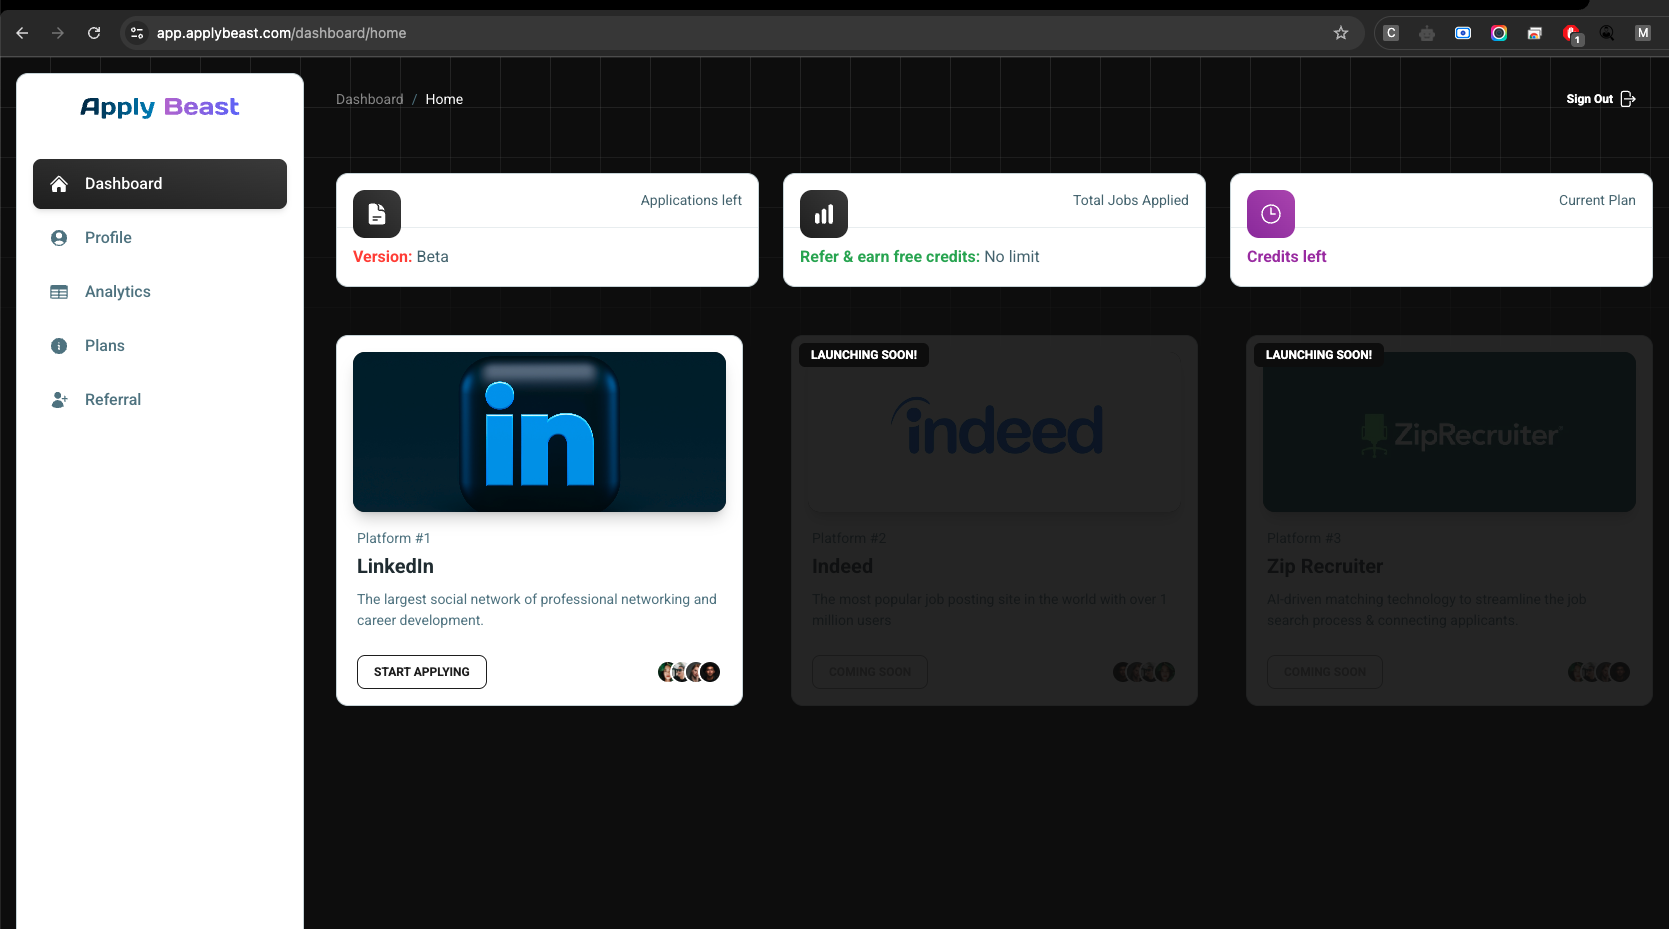 app.applybeast.com/dashboard/home
C
1
M
Apply Beast
Dashboard
Profile
Analytics
Plans
Referral
Dashboard / Home
Sign Out
Applications left
Version: Beta
Total Jobs Applied
Refer & earn free credits: No limit
Current Plan
Credits left
in
Platform #1
LinkedIn
The largest social network of professional networking and
career development.
START APPLYING
LAUNCHING SOON!
indeed
Platform #2
Indeed
The most popular job posting site in the world with over 1
million users
COMING SOON
LAUNCHING SOON!
ZipRecruiter
Platform #3
Zip Recruiter
AI-driven matching technology to streamline the job
search process & connecting applicants.
COMING SOON